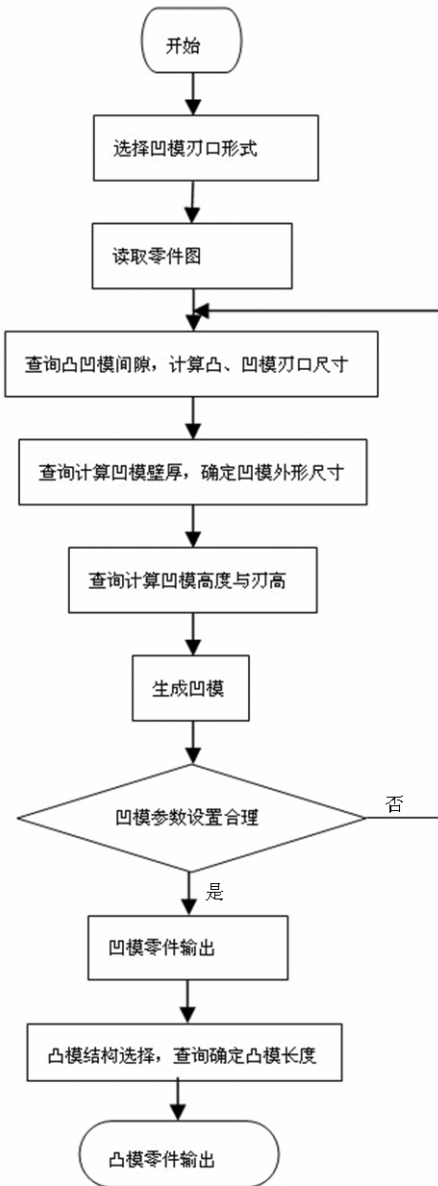 开始
选择凹模刃口形式
读取零件图
查询凸凹模间隙，计算凸、凹模刃口尺寸
查询计算凹模壁厚，确定凹模外形尺寸
查询计算凹模高度与刃高
生成凹模
凹模参数设置合理
否
是
凹模零件输出
凸模结构选择，查询确定凸模长度
凸模零件输出